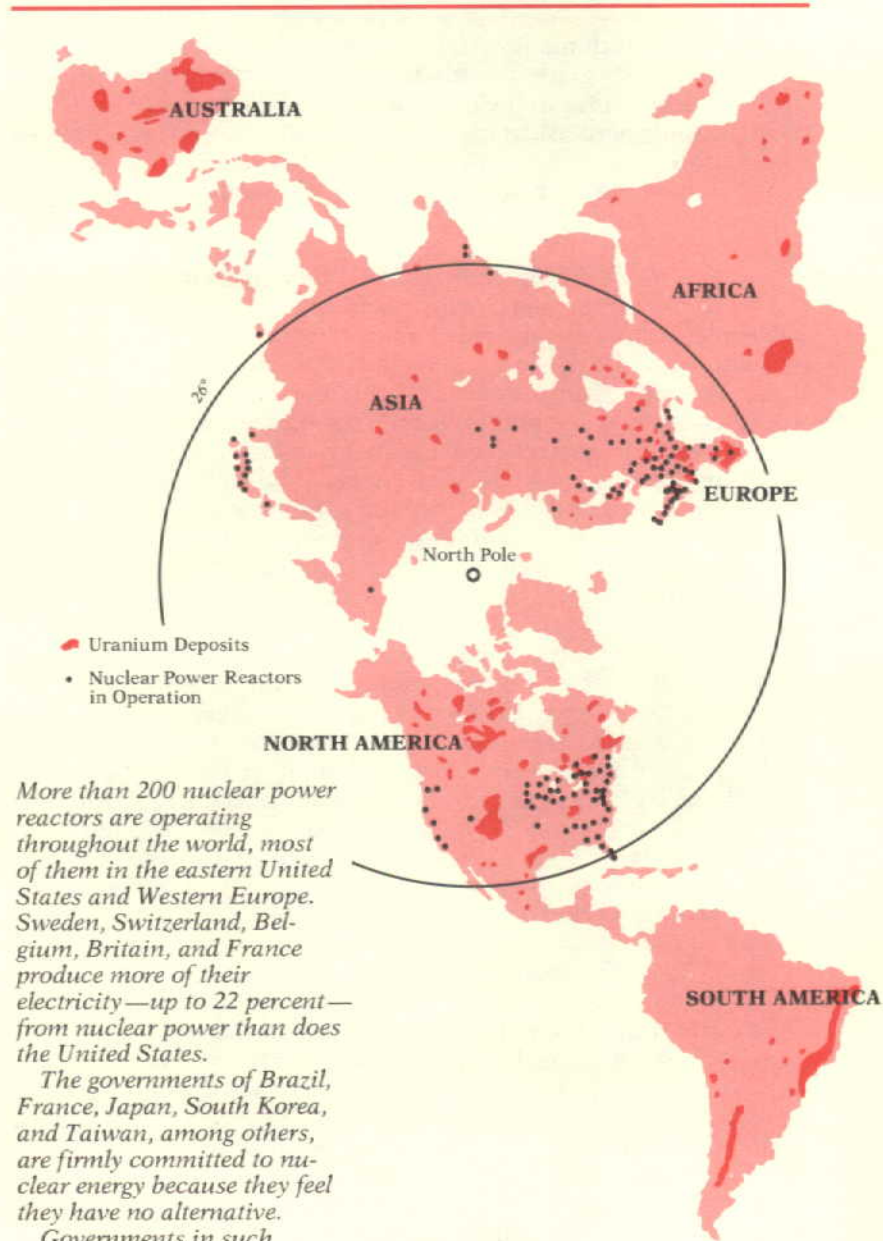 AUSTRALIA
AFRICA
26°
ASIA
EUROPE
North Pole
Uranium Deposits
• Nuclear Power Reactors
in Operation
NORTH AMERICA
More than 200 nuclear power
reactors are operating
throughout the world, most
of them in the eastern United
States and Western Europe.
Sweden, Switzerland, Bel-
gium, Britain, and France
produce more of their
electricity—up to 22 percent—
from nuclear power than does
the United States.
SOUTH AMERICA
The governments of Brazil,
France, Japan, South Korea,
and Taiwan, among others,
are firmly committed to nu-
clear energy because they feel
they have no alternative.
Governments in such